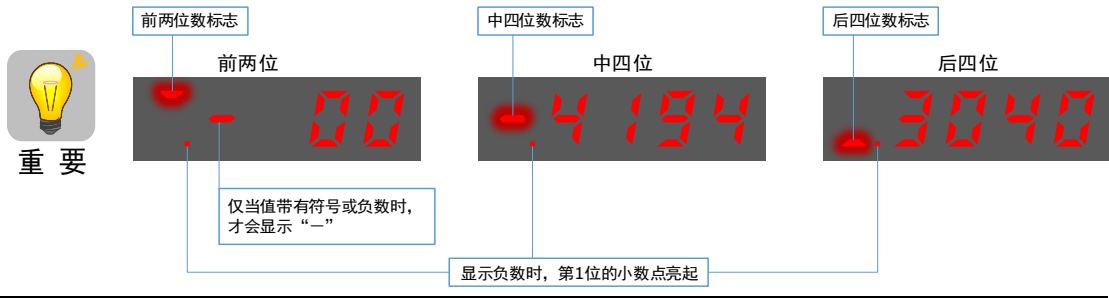 前两位数标志
中四位数标志
后四位数标志
前两位
中四位
后四位
- 00
4194
3040
重 要
仅当值带有符号或负数时，
才会显示“—”
显示负数时，第1位的小数点亮起